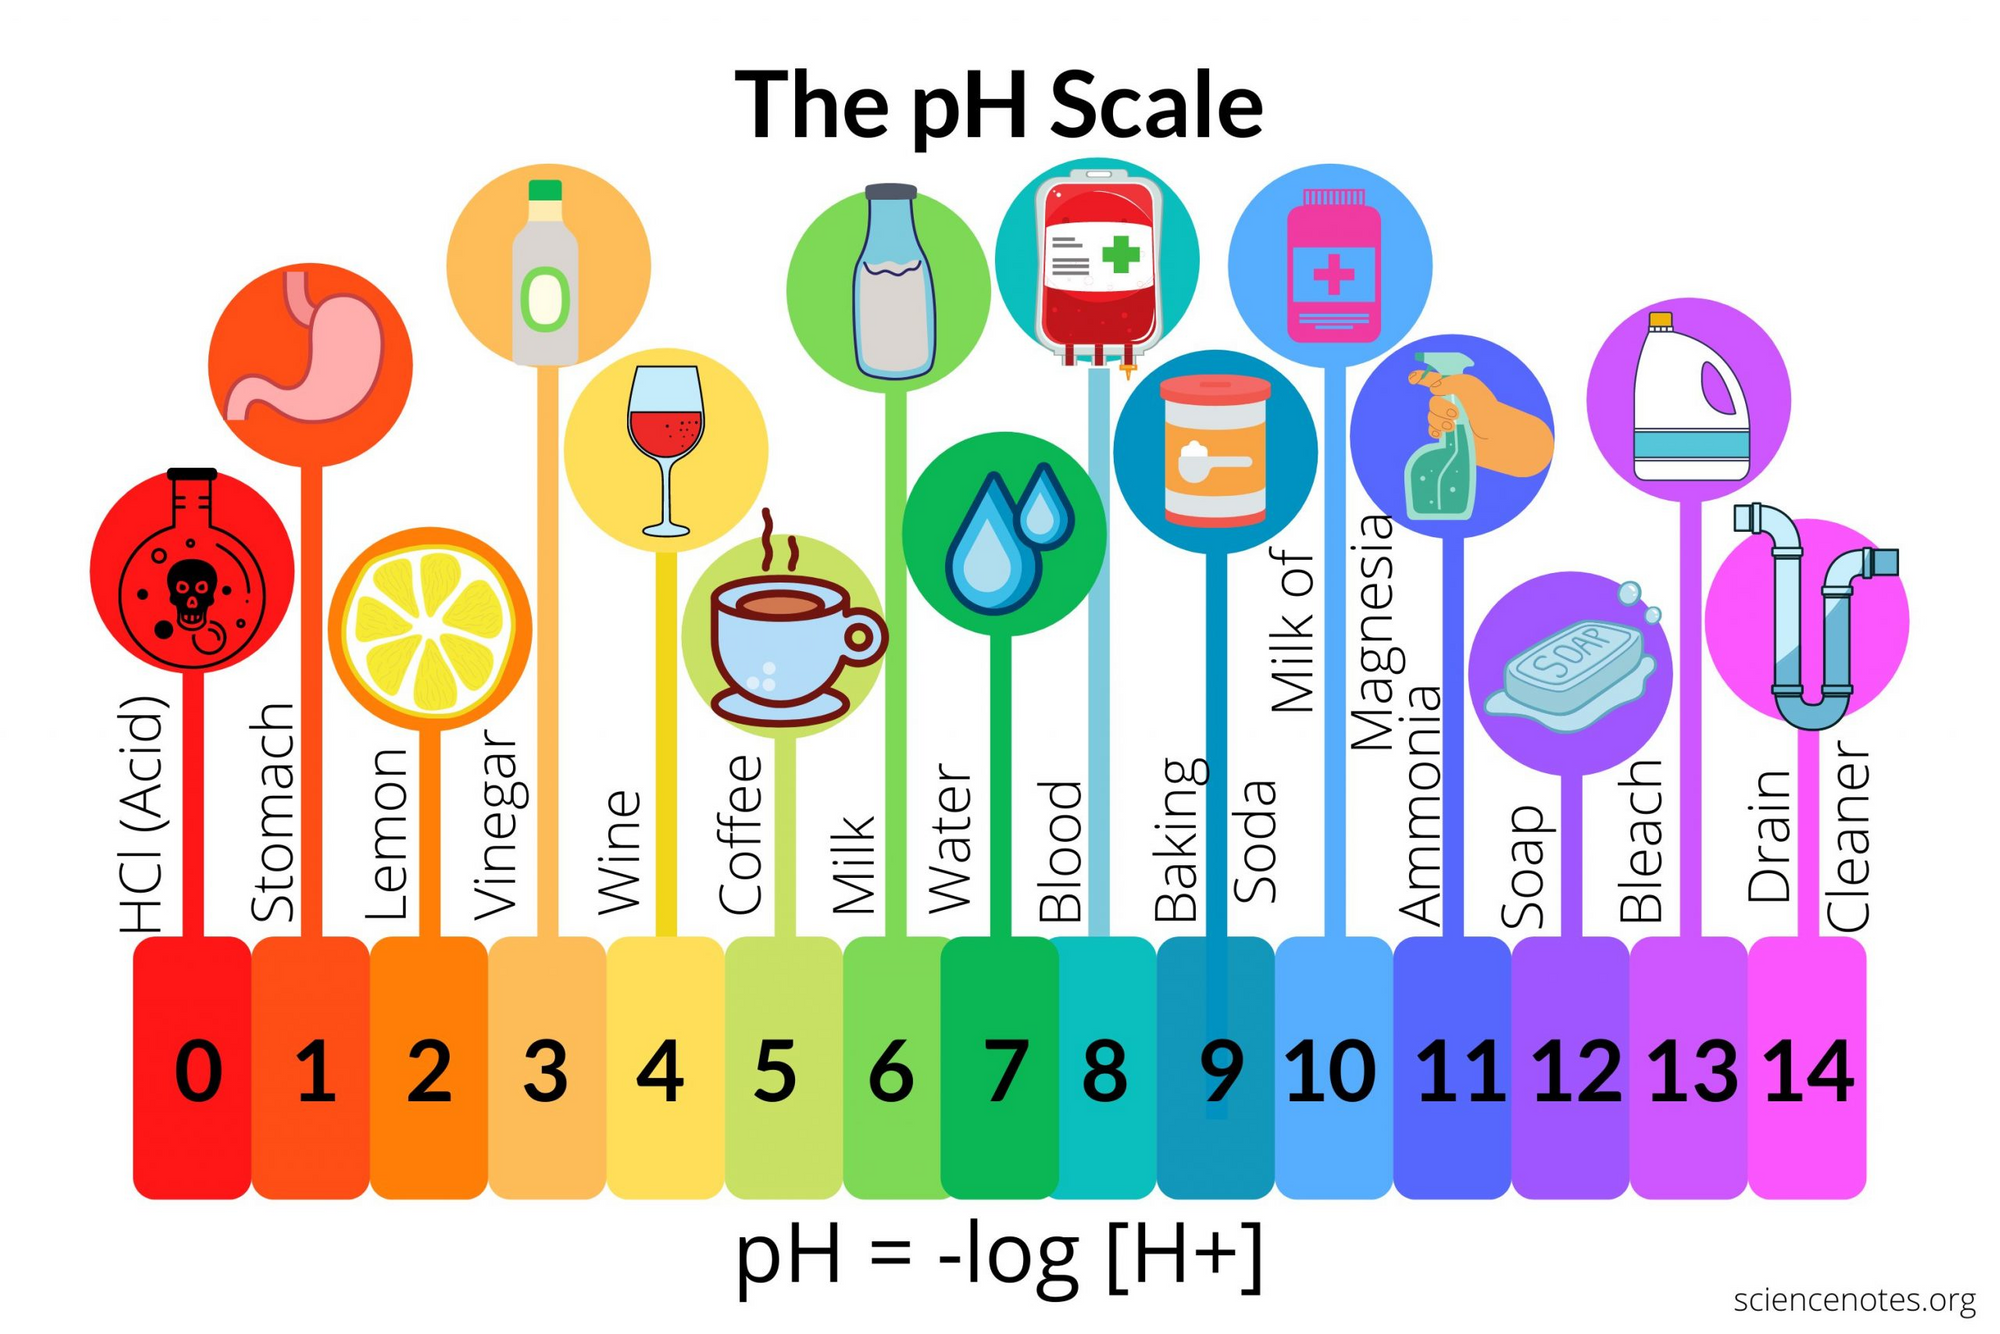 The pH Scale
SOAP
HCl (Acid)
Stomach
Lemon
Vinegar
Wine
Coffee
Milk
Water
Blood
Baking
Soda
Milk of
Magnesia
Ammonia
Soap
Bleach
Drain
Cleaner
0 1 2 3 4 5 6 7 8 9 10 11 12 13 14
pH = -log [H+]
sciencenotes.org